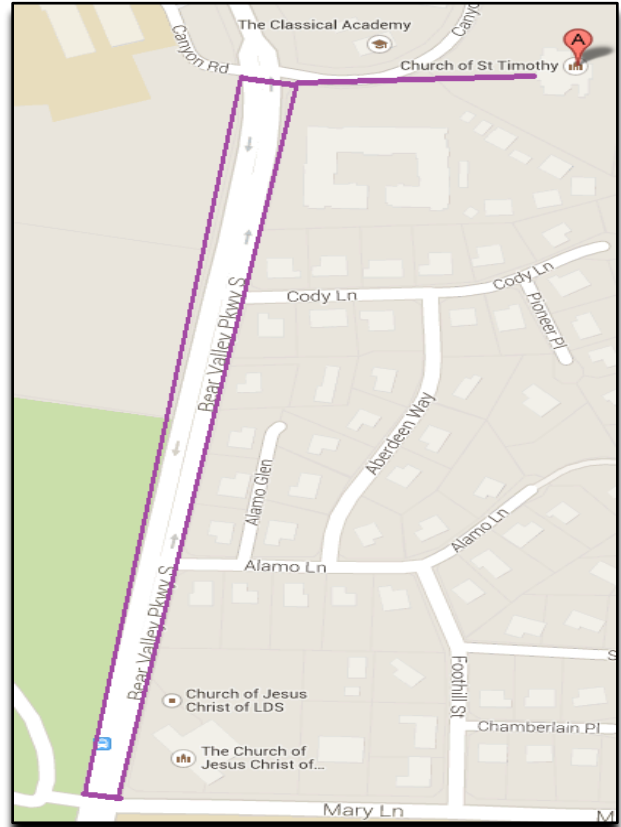 The Classical Academy
Canyon Rd
Canyo
A
Church of St Timothy
Cody Ln
Cody Ln
Pioneer Pl
Bear Valley Pkwy S
Aberdeen Way
Alamo Glen
Alamo Ln
Alamo Ln
Bear Valley Pkwy S
S
Foothill St
Church of Jesus
Christ of LDS
Chamberlain Pl
The Church of
Jesus Christ of...
Mary Ln
M